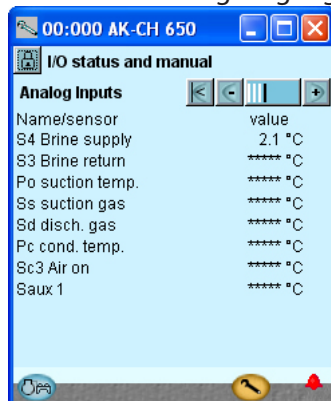 00:000 AK-CH 650
I/O status and manual
Analog Inputs
Name/sensor value
S4 Brine supply 2.1 °C
S3 Brine return ***** °C
Po suction temp. ***** °C
Ss suction gas ***** °C
Sd disch. gas ***** °C
Pc cond. temp. ***** °C
Sc3 Air on ***** °C
Saux 1 ***** °C